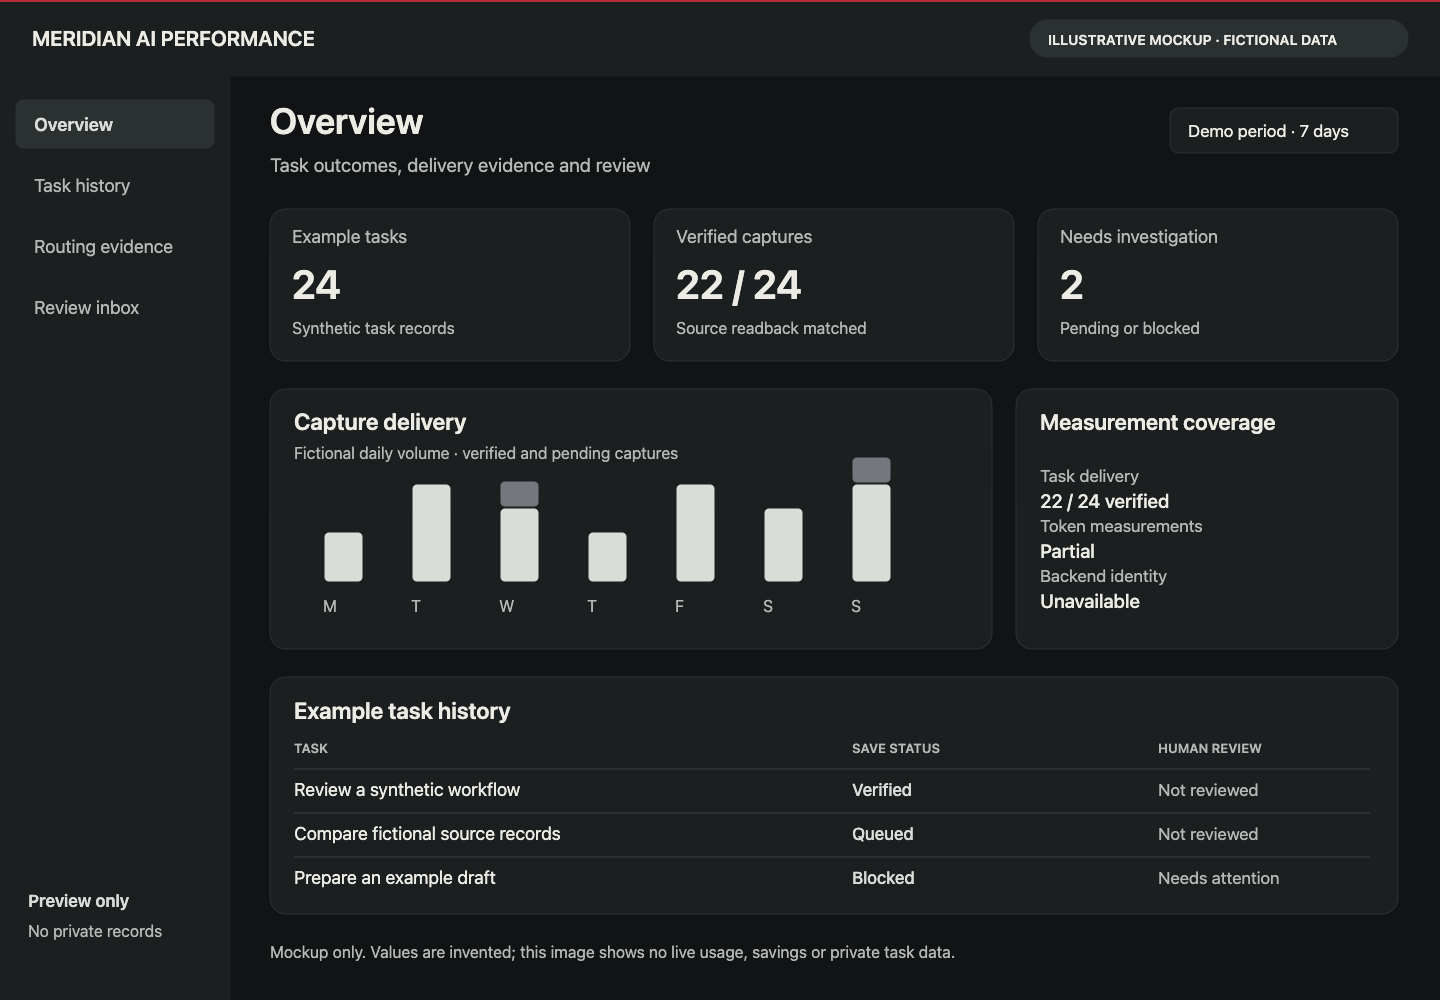 MERIDIAN AI PERFORMANCE
ILLUSTRATIVE MOCKUP · FICTIONAL DATA
Overview
Task history
Routing evidence
Review inbox
Preview only
No private records
Overview
Task outcomes, delivery evidence and review
Demo period · 7 days
Example tasks
24
Synthetic task records
Verified captures
22 / 24
Source readback matched
Needs investigation
2
Pending or blocked
Capture delivery
Fictional daily volume · verified and pending captures
M T W T F S S
Measurement coverage
Task delivery
22 / 24 verified
Token measurements
Partial
Backend identity
Unavailable
Example task history
TASK SAVE STATUS HUMAN REVIEW
Review a synthetic workflow Verified Not reviewed
Compare fictional source records Queued Not reviewed
Prepare an example draft Blocked Needs attention
Mockup only. Values are invented; this image shows no live usage, savings or private task data.